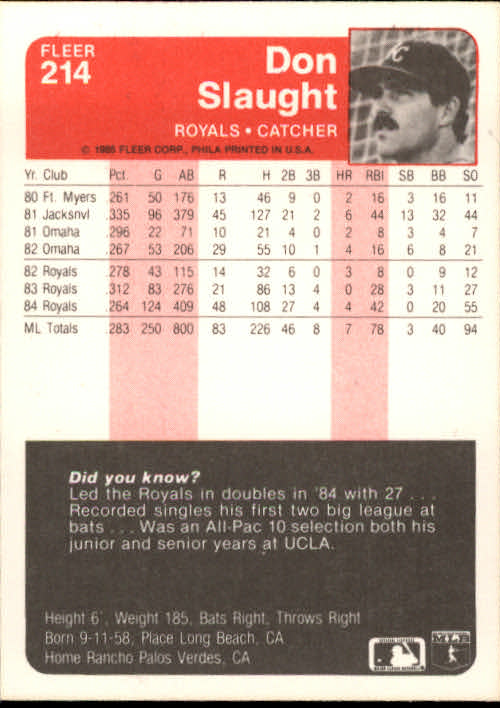 FLEER
214
Don
Slaught
ROYALS • CATCHER
© 1985 FLEER CORP., PHILA PRINTED IN U.S.A.
Yr. Club Pct. G AB R H 2B 3B HR RBI SB BB SO
80 Ft. Myers .261 50 176 13 46 9 0 2 16 3 16 11
81 Jacksnvl .335 96 379 45 127 21 2 6 44 13 32 44
81 Omaha .296 22 71 10 21 4 0 2 8 3 4 7
82 Omaha .267 53 206 29 55 10 1 4 16 6 8 21
82 Royals .278 43 115 14 32 6 0 3 8 0 9 12
83 Royals .312 83 276 21 86 13 4 0 28 3 11 27
84 Royals .264 124 409 48 108 27 4 4 42 0 20 55
ML Totals .283 250 800 83 226 46 8 7 78 3 40 94
Did you know?
Led the Royals in doubles in '84 with 27 . . .
Recorded singles his first two big league at
bats . . . Was an All-Pac 10 selection both his
junior and senior years at UCLA.
Height 6', Weight 185, Bats Right, Throws Right
Born 9-11-58, Place Long Beach, CA
Home Rancho Palos Verdes, CA